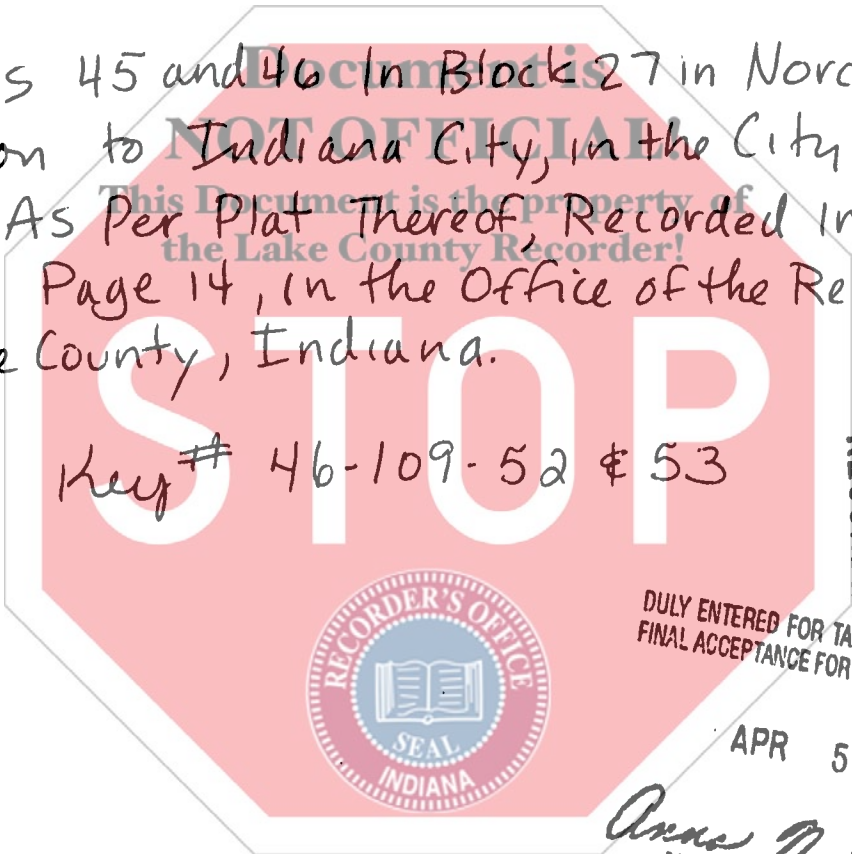 s 45 and 46 In Block 27 in Norc
on to Indiana City, in the City
As Per Plat Thereof, Recorded In
Page 14, in the Office of the Re
e County, Indiana.
Key# 46-109-52 & 53
Document is
NOT OFFICIAL!
This Document is the property of
the Lake County Recorder!
STOP
RECORDER'S OFFICE
SEAL
INDIANA
DULY ENTERED FOR TA
FINAL ACCEPTANCE FOR
APR 5
Anna N